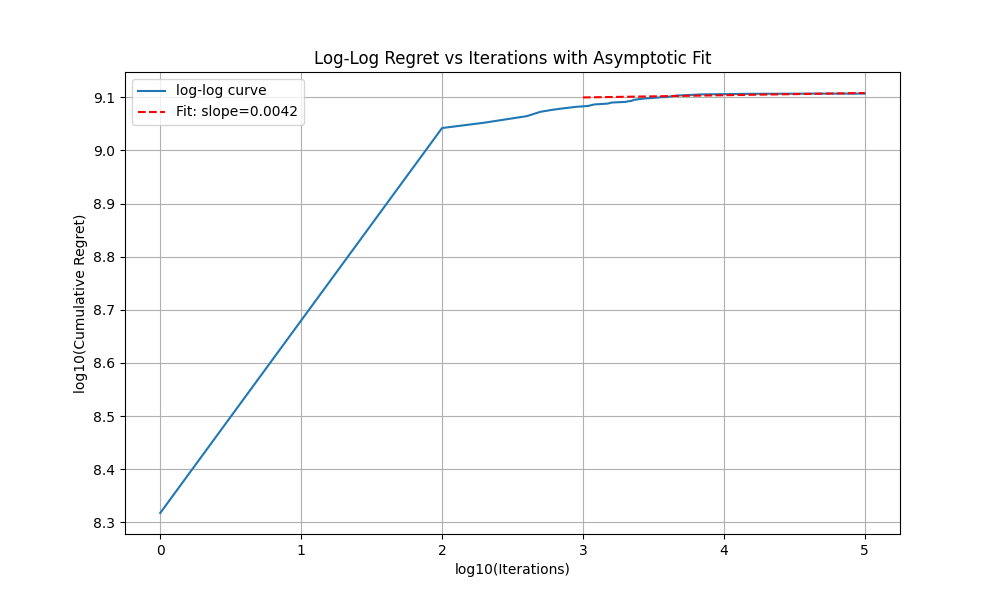 Log-Log Regret vs Iterations with Asymptotic Fit
log-log curve
Fit: slope=0.0042
log10(Cumulative Regret)
9.1
9.0
8.9
8.8
8.7
8.6
8.5
8.4
8.3
0 1 2 3 4 5
log10(Iterations)